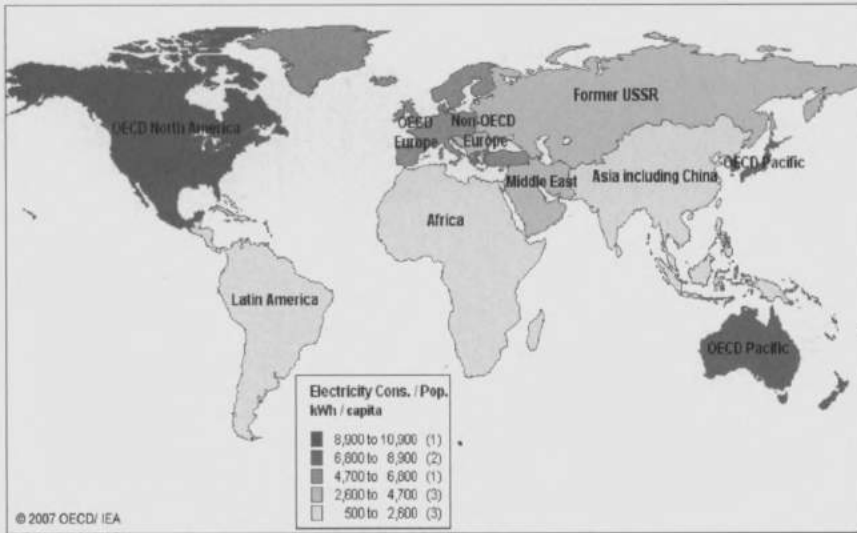 Former USSR
OECD North America
OECD Europe
Non-OECD Europe
OECD Pacific
Middle East
Asia including China
Africa
Latin America
OECD Pacific
Electricity Cons. / Pop.
kWh / capita
8,900 to 10,900 (1)
6,800 to 8,900 (2)
4,700 to 6,800 (1)
2,600 to 4,700 (3)
500 to 2,600 (3)
© 2007 OECD/ IEA